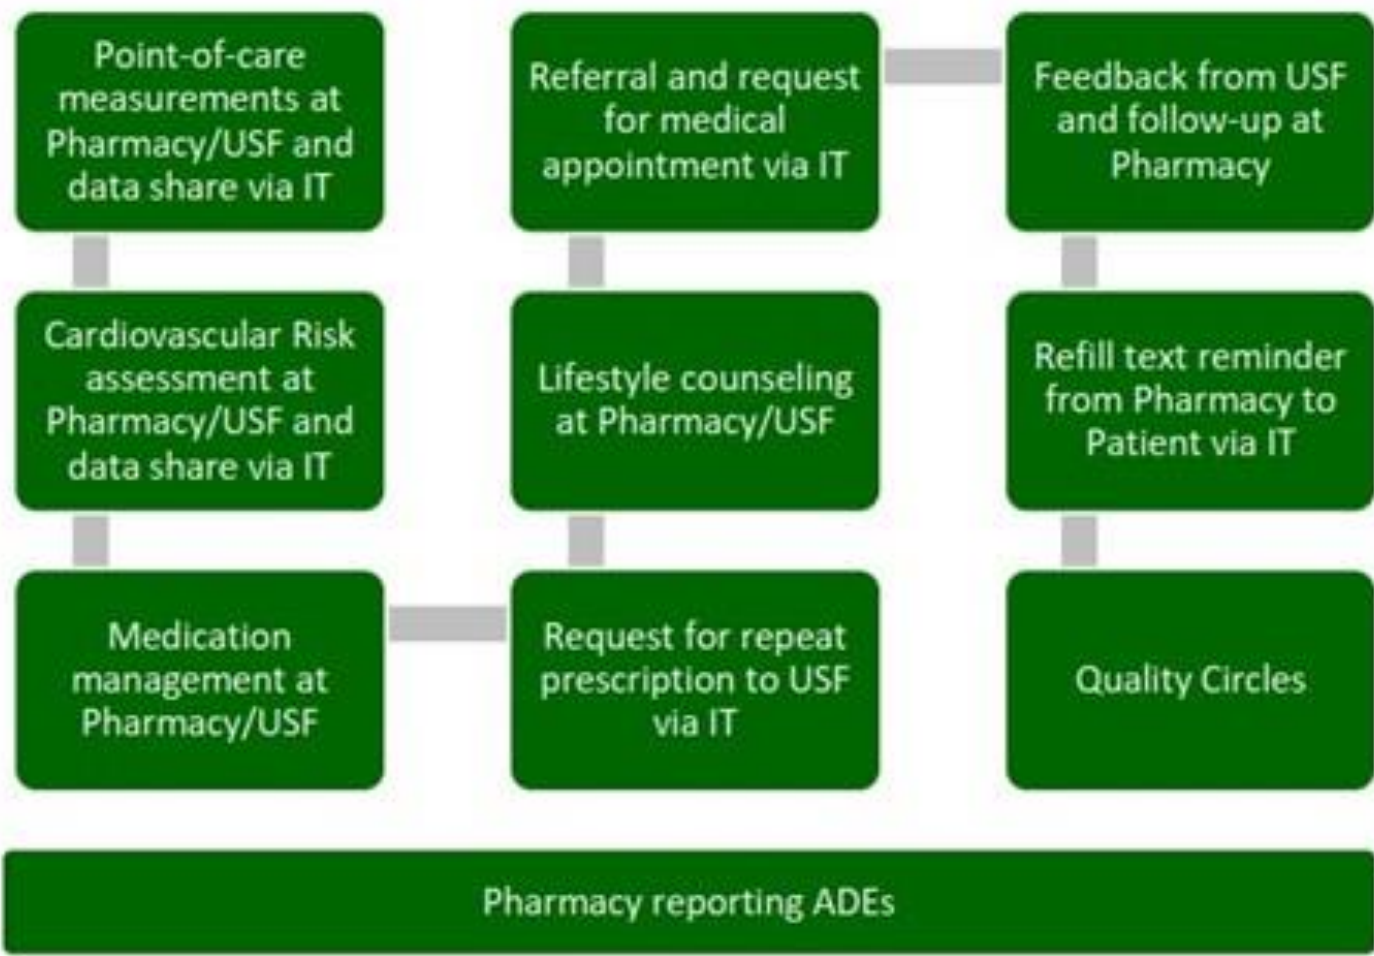 Point-of-care
measurements at
Pharmacy/USF and
data share via IT
Cardiovascular Risk
assessment at
Pharmacy/USF and
data share via IT
Medication
management at
Pharmacy/USF
Request for repeat
prescription to USF
via IT
Lifestyle counseling
at Pharmacy/USF
Referral and request
for medical
appointment via IT
Feedback from USF
and follow-up at
Pharmacy
Refill text reminder
from Pharmacy to
Patient via IT
Quality Circles
Pharmacy reporting ADEs